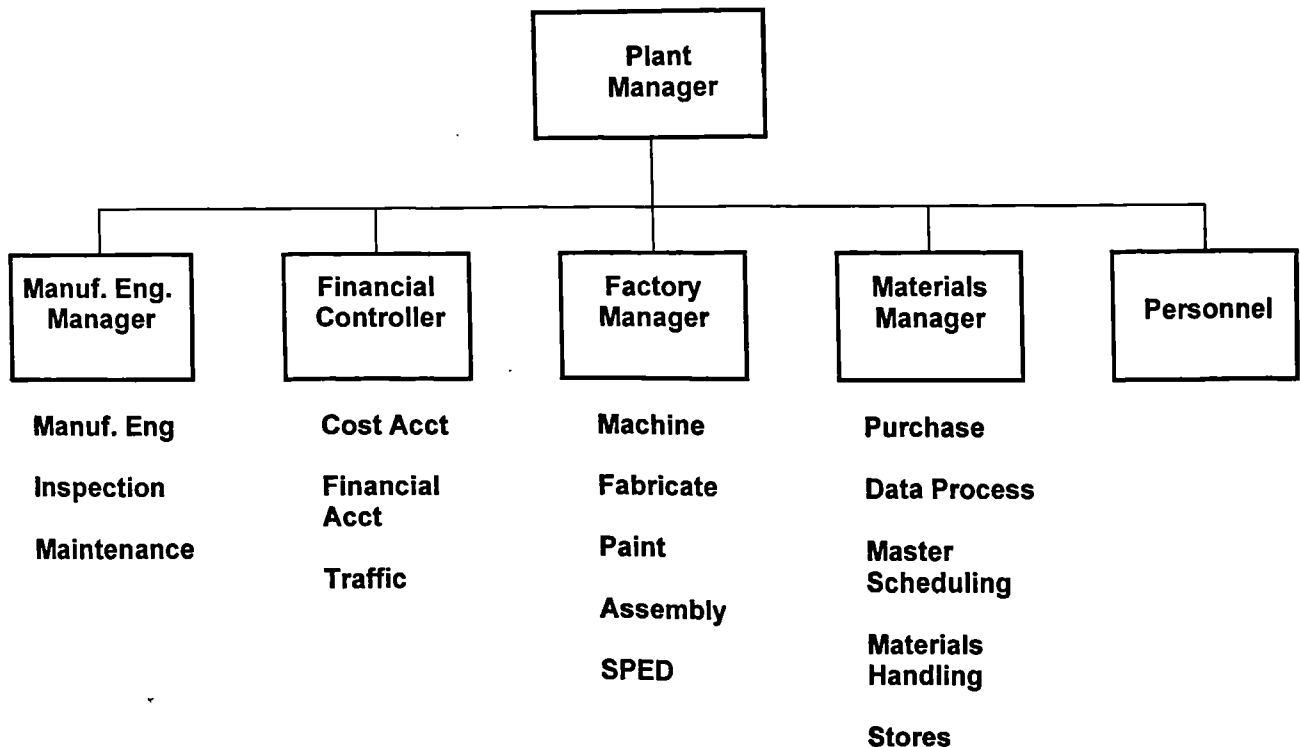 Plant
Manager
Manuf. Eng.
Manager
Financial
Controller
Factory
Manager
Materials
Manager
Personnel
Manuf. Eng
Inspection
Maintenance
Cost Acct
Financial
Acct
Traffic
Machine
Fabricate
Paint
Assembly
SPED
Purchase
Data Process
Master
Scheduling
Materials
Handling
Stores